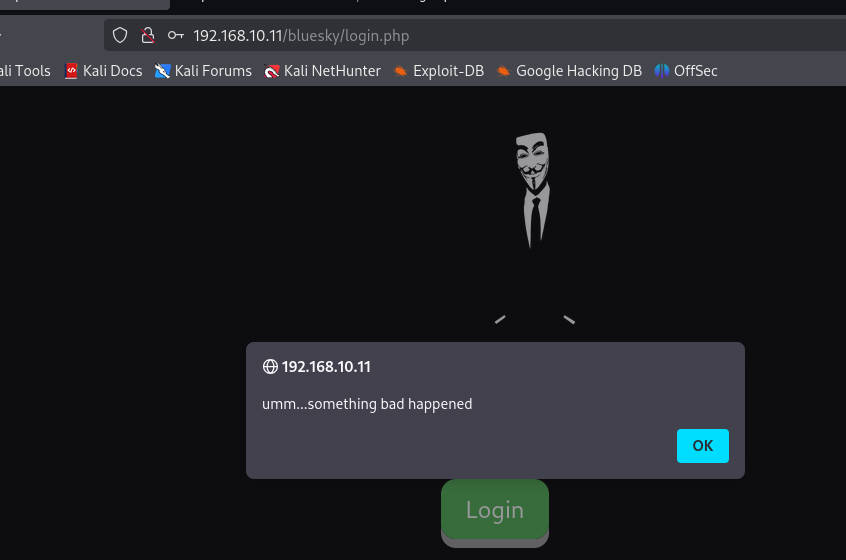 192.168.10.11/bluesky/login.php
ali Tools Kali Docs Kali Forums Kali NetHunter Exploit-DB Google Hacking DB OffSec
192.168.10.11
umm...something bad happened
OK
Login